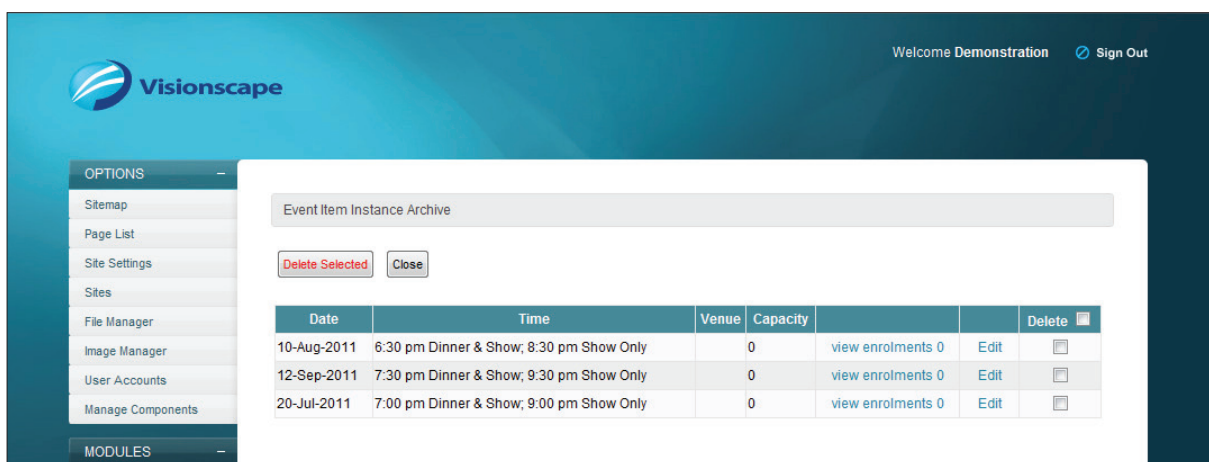 Welcome Demonstration Sign Out
Visionscape
OPTIONS –
Sitemap
Page List
Site Settings
Sites
File Manager
Image Manager
User Accounts
Manage Components
MODULES –
Event Item Instance Archive
Delete Selected Close
Date Time Venue Capacity Delete
10-Aug-2011 6:30 pm Dinner & Show; 8:30 pm Show Only 0 view enrolments 0 Edit
12-Sep-2011 7:30 pm Dinner & Show; 9:30 pm Show Only 0 view enrolments 0 Edit
20-Jul-2011 7:00 pm Dinner & Show; 9:00 pm Show Only 0 view enrolments 0 Edit